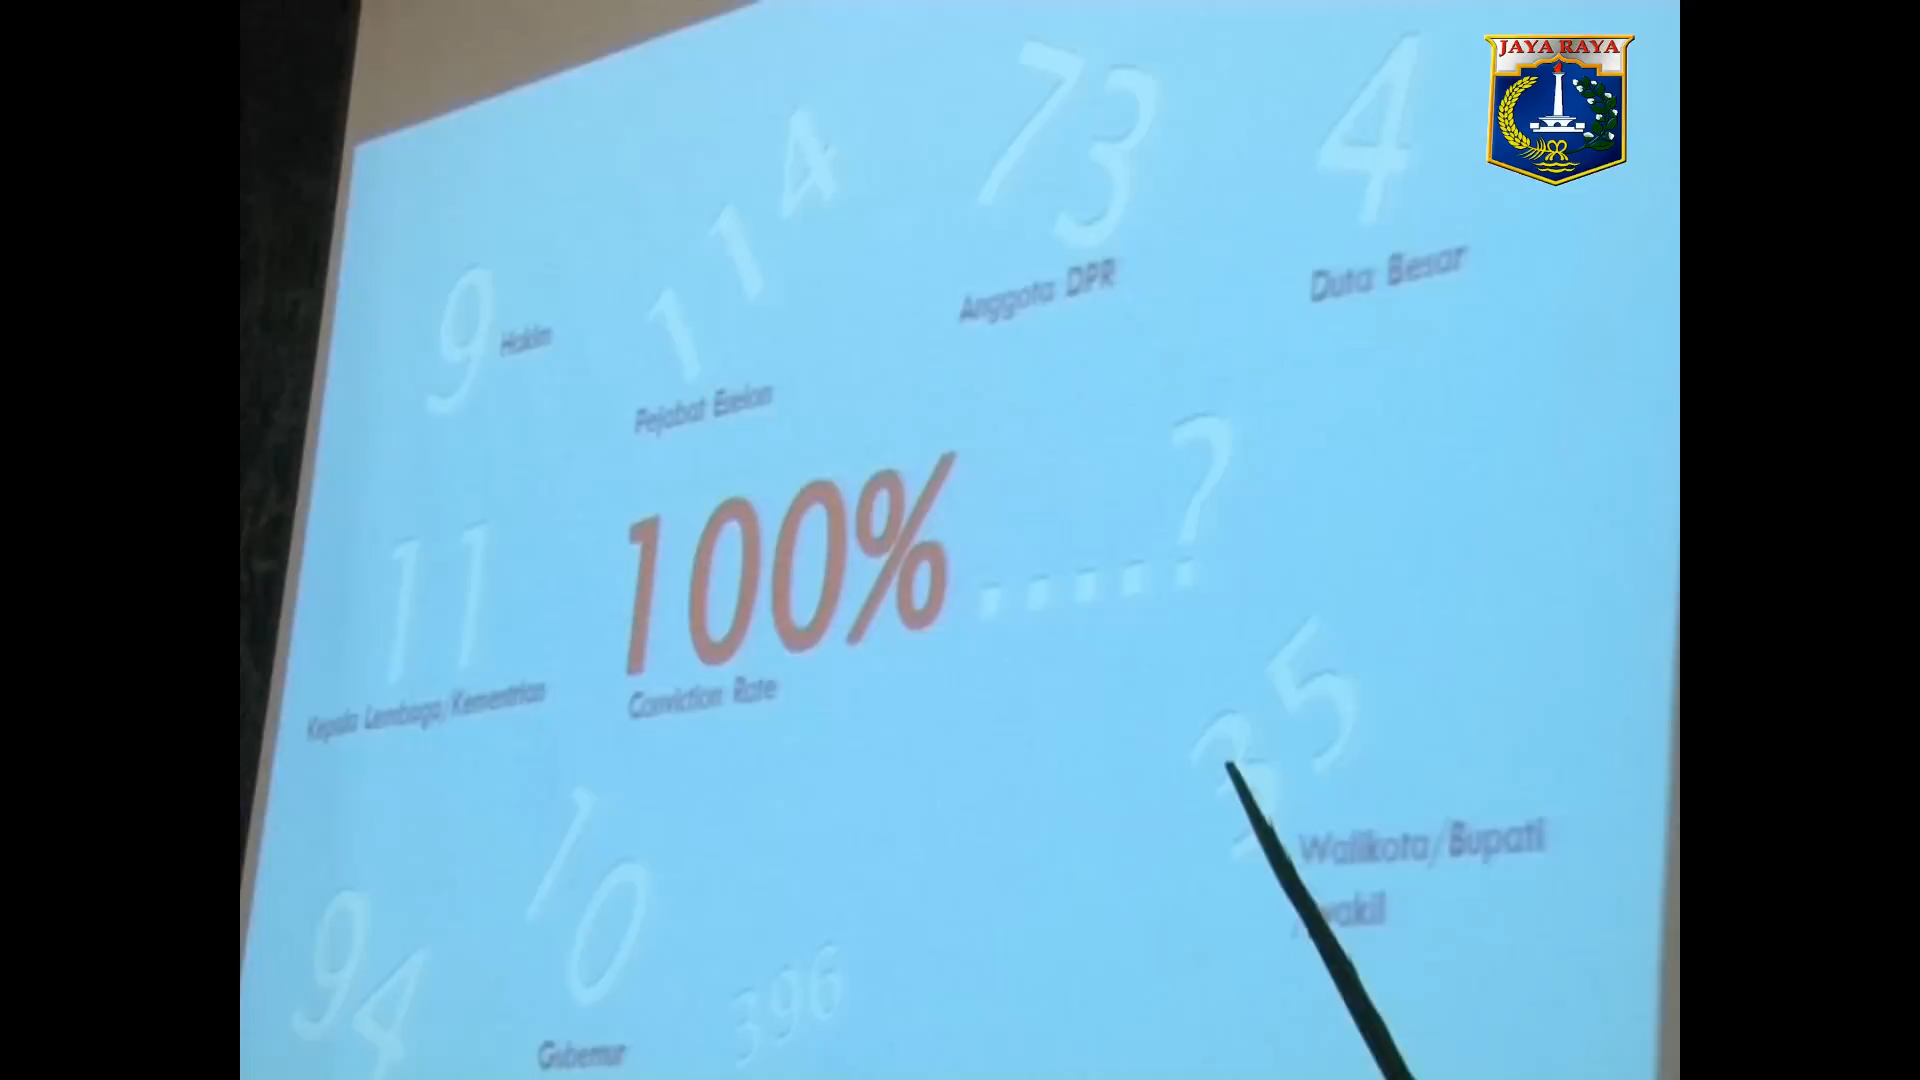 JAYA RAYA
73
4
114
Anggota DPR
Duta Besar
9
Hakim
Pejabat Eselon
100%
.....?
11
Conviction Rate
Kepala Lembaga/Kementrian
35
10
Walikota/Bupati
/wakil
94
396
Gubernur